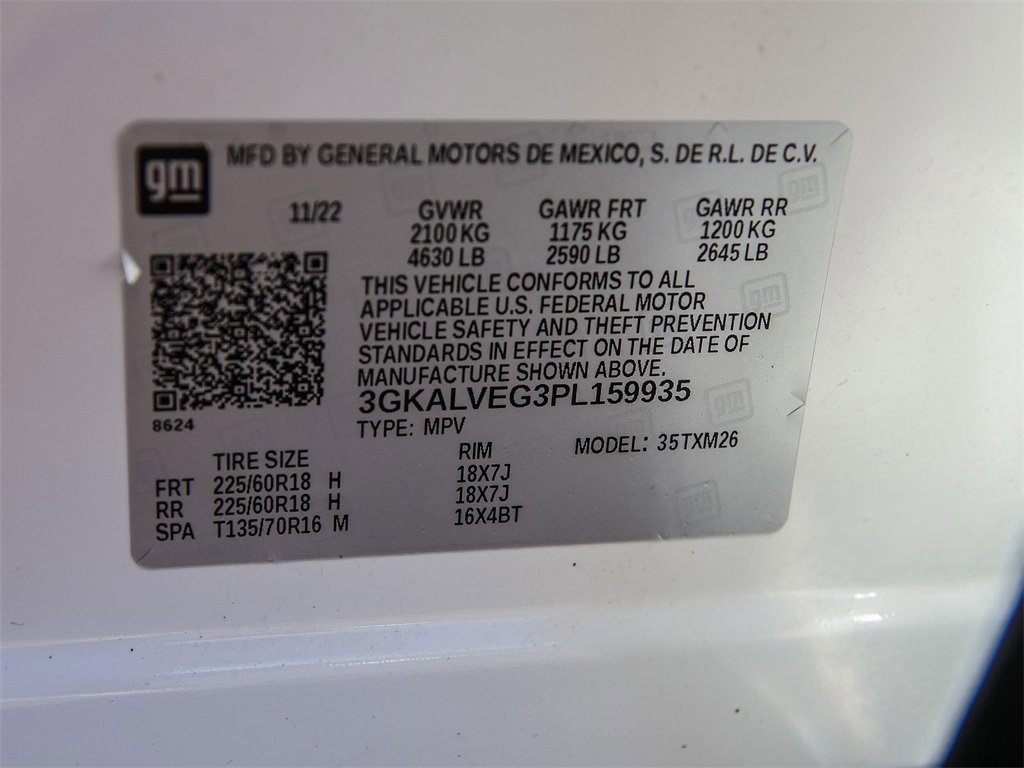 gm MFD BY GENERAL MOTORS DE MEXICO, S. DE R.L. DE C.V.
11/22 GVWR GAWR FRT GAWR RR
2100 KG 1175 KG 1200 KG
4630 LB 2590 LB 2645 LB
THIS VEHICLE CONFORMS TO ALL
APPLICABLE U.S. FEDERAL MOTOR
VEHICLE SAFETY AND THEFT PREVENTION
STANDARDS IN EFFECT ON THE DATE OF
MANUFACTURE SHOWN ABOVE.
3GKALVEG3PL159935
8624
TYPE: MPV MODEL: 35TXM26
TIRE SIZE RIM
FRT 225/60R18 H 18X7J
RR 225/60R18 H 18X7J
SPA T135/70R16 M 16X4BT